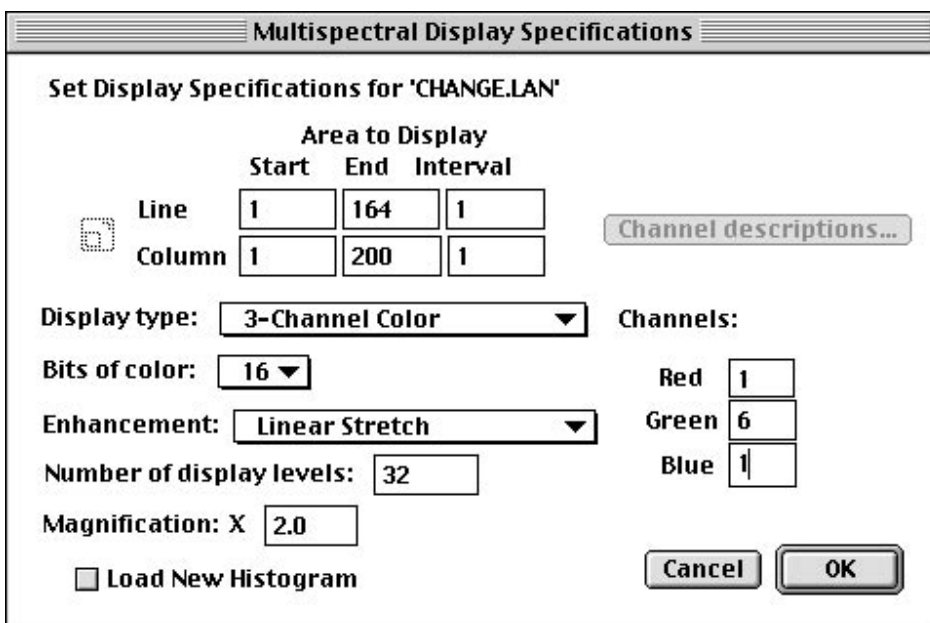 Multispectral Display Specifications
Set Display Specifications for 'CHANGE.LAN'
Area to Display
Start End Interval
Line 1 164 1
Channel descriptions...
Column 1 200 1
Display type: 3-Channel Color
Channels:
Bits of color: 16
Red 1
Enhancement: Linear Stretch
Green 6
Number of display levels: 32
Blue 1
Magnification: X 2.0
Load New Histogram
Cancel OK